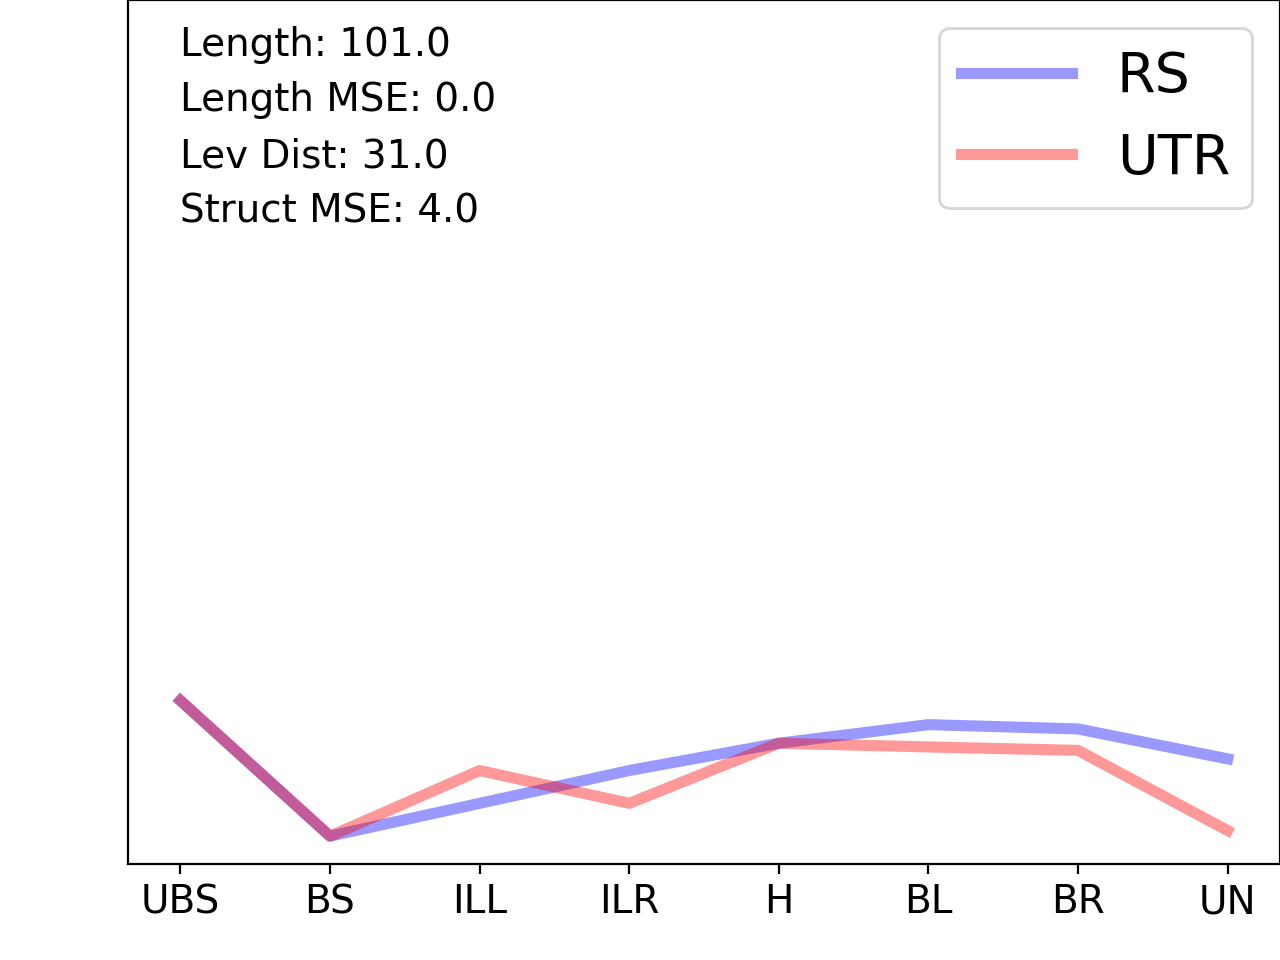 Length: 101.0
Length MSE: 0.0
Lev Dist: 31.0
Struct MSE: 4.0
RS
UTR
UBS BS ILL ILR H BL BR UN